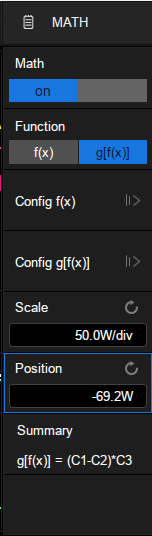 MATH
Math
on
Function
f(x) g[f(x)]
Config f(x)
Config g[f(x)]
Scale
50.0W/div
Position
-69.2W
Summary
g[f(x)] = (C1-C2)*C3